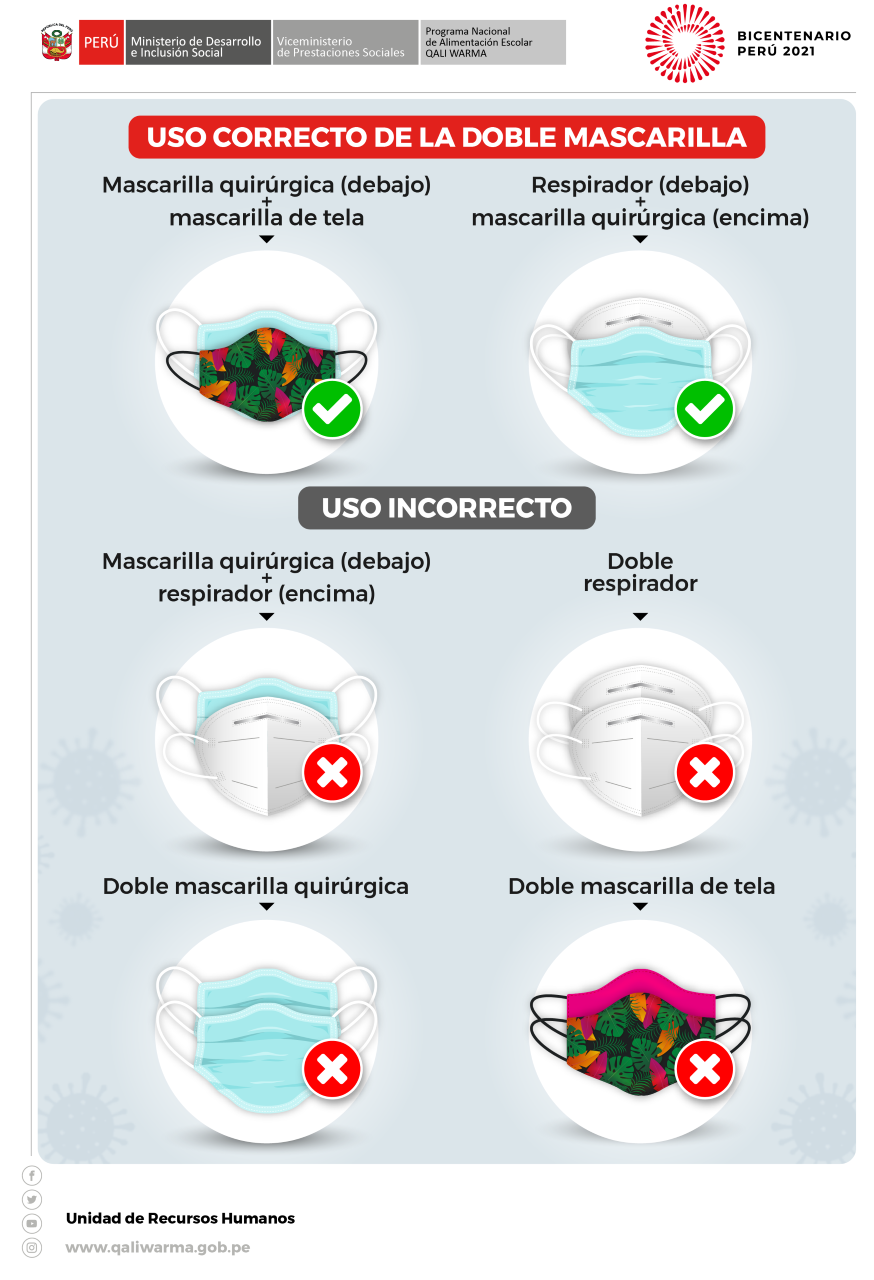 PERÚ
Ministerio de Desarrollo
e Inclusión Social
Viceministerio
de Prestaciones Sociales
Programa Nacional
de Alimentación Escolar
QALI WARMA
BICENTENARIO
PERÚ 2021
USO CORRECTO DE LA DOBLE MASCARILLA
Mascarilla quirúrgica (debajo)
+
mascarilla de tela
Respirador (debajo)
+
mascarilla quirúrgica (encima)
USO INCORRECTO
Mascarilla quirúrgica (debajo)
+
respirador (encima)
Doble
respirador
Doble mascarilla quirúrgica
Doble mascarilla de tela
Unidad de Recursos Humanos
www.qaliwarma.gob.pe